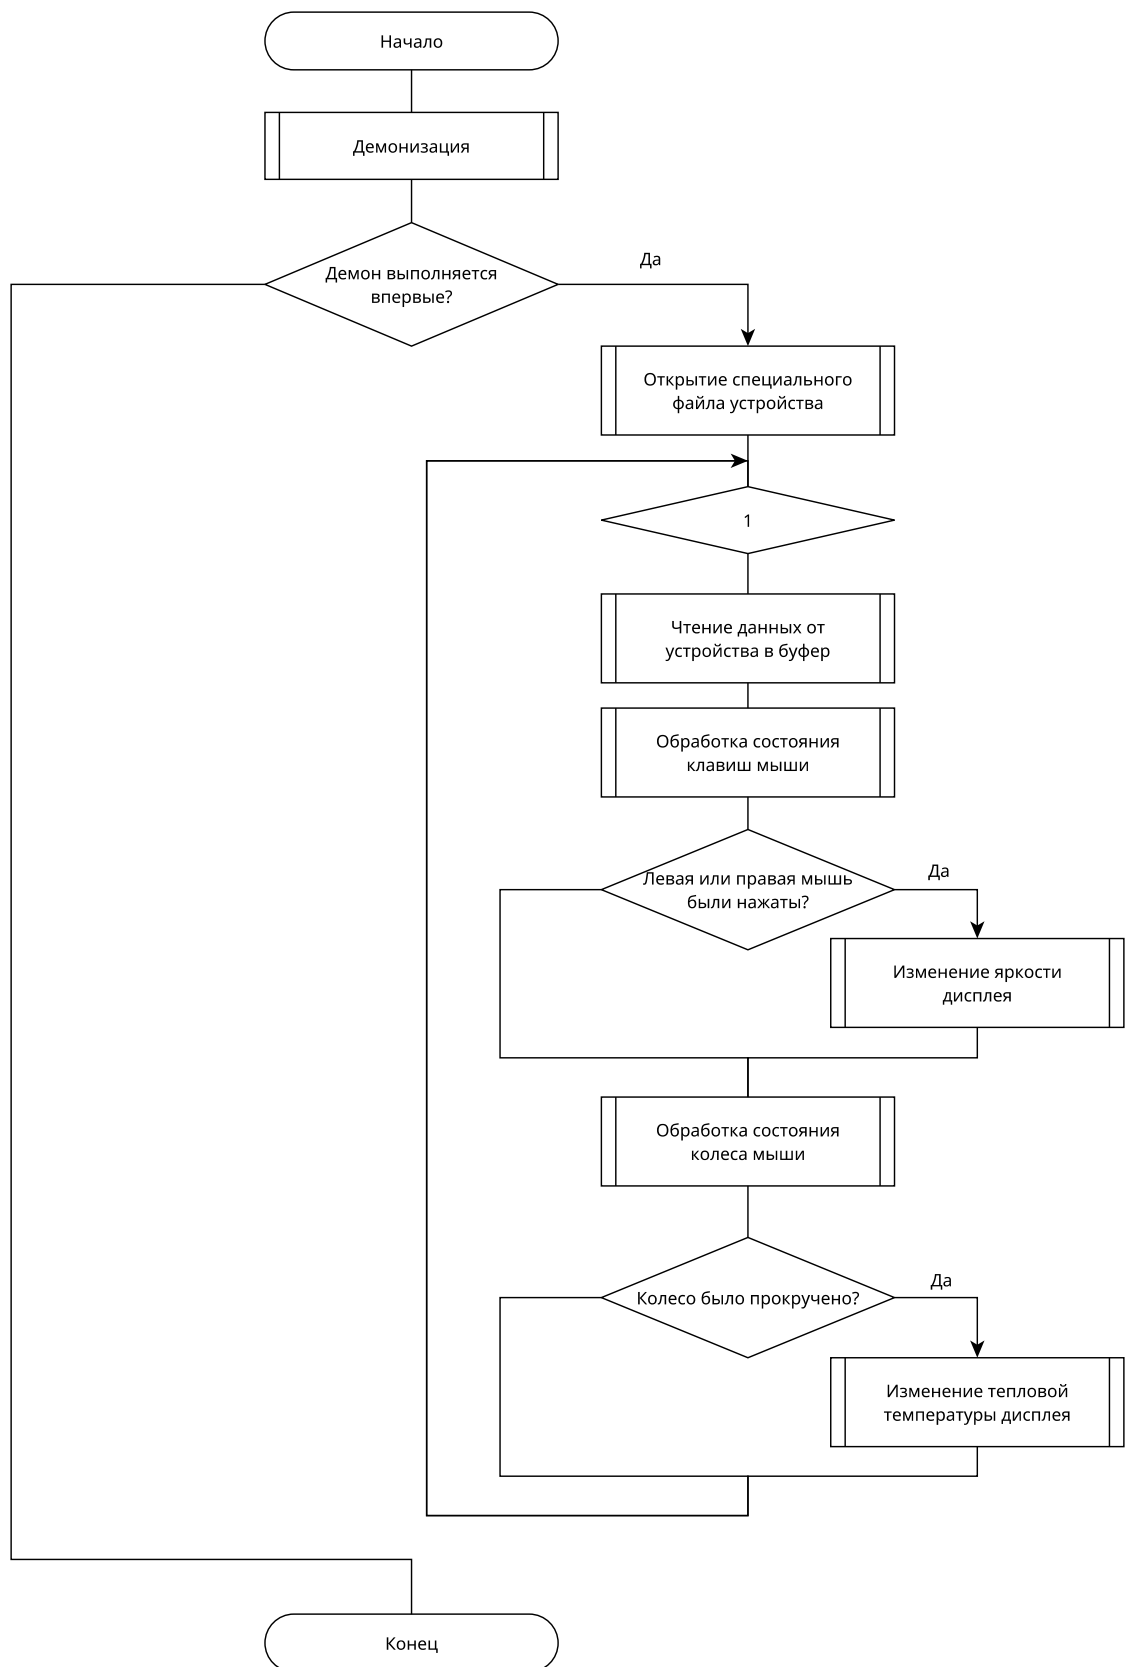 Начало
Демонизация
Демон выполняется
впервые?
Да
Открытие специального
файла устройства
1
Чтение данных от
устройства в буфер
Обработка состояния
клавиш мыши
Левая или правая мышь
были нажаты?
Да
Изменение яркости
дисплея
Обработка состояния
колеса мыши
Колесо было прокручено?
Да
Изменение тепловой
температуры дисплея
Конец